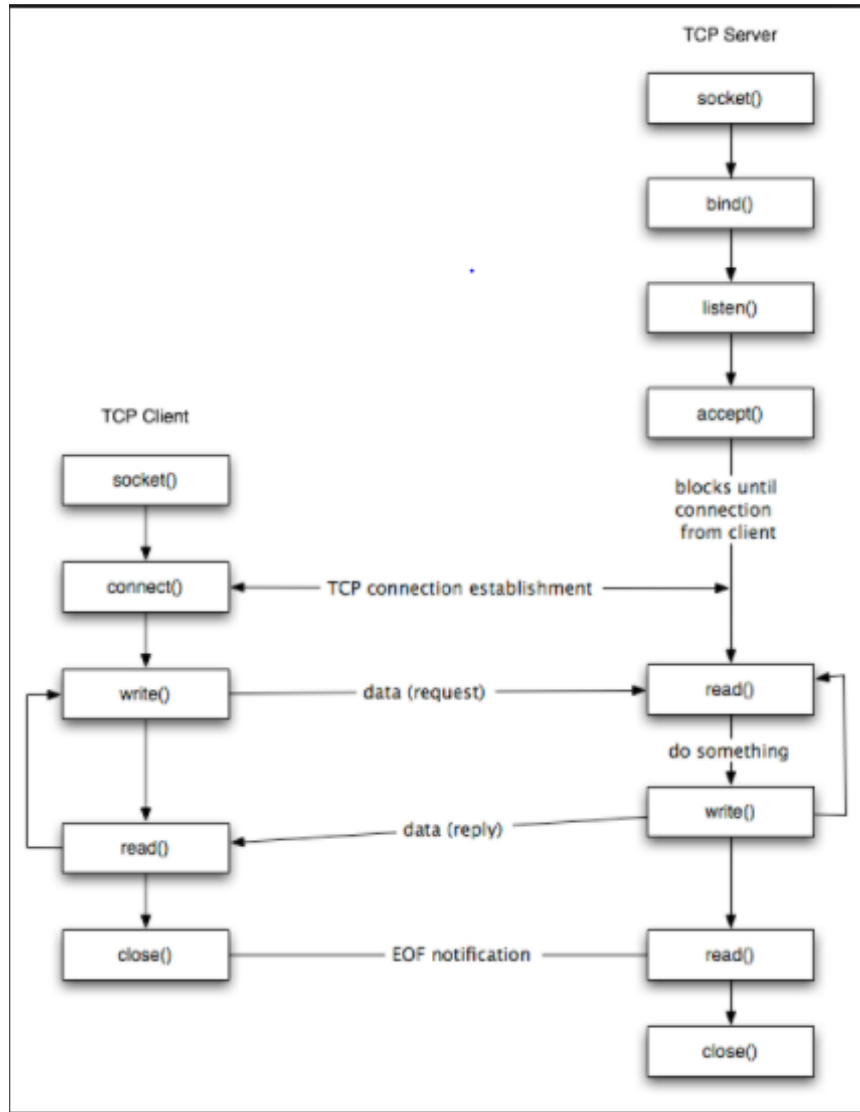 TCP Server
socket()
bind()
listen()
accept()
TCP Client
blocks until
connection
from client
socket()
connect()
TCP connection establishment
write()
data (request)
read()
do something
write()
data (reply)
read()
close()
EOF notification
read()
close()